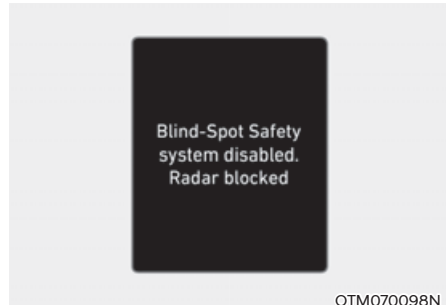 Blind-Spot Safety
system disabled.
Radar blocked
OTM070098N